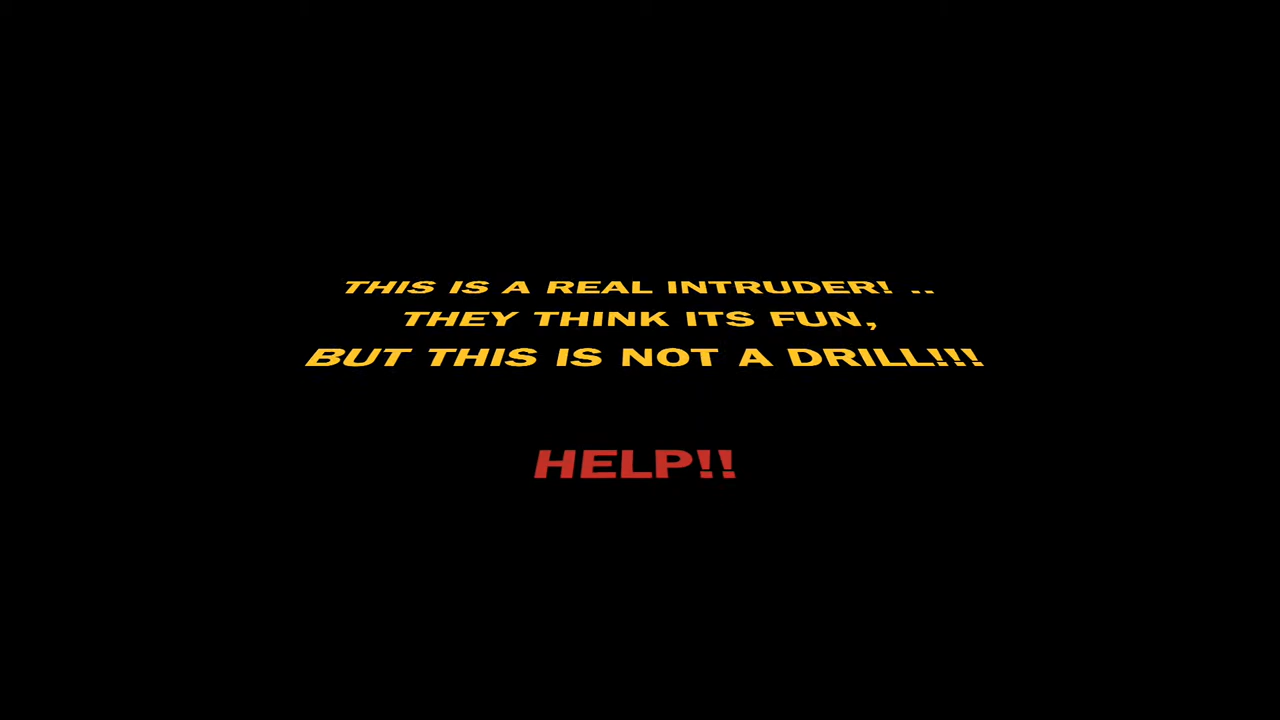 THIS IS A REAL INTRUDER! ..
THEY THINK ITS FUN,
BUT THIS IS NOT A DRILL!!!
HELP!!